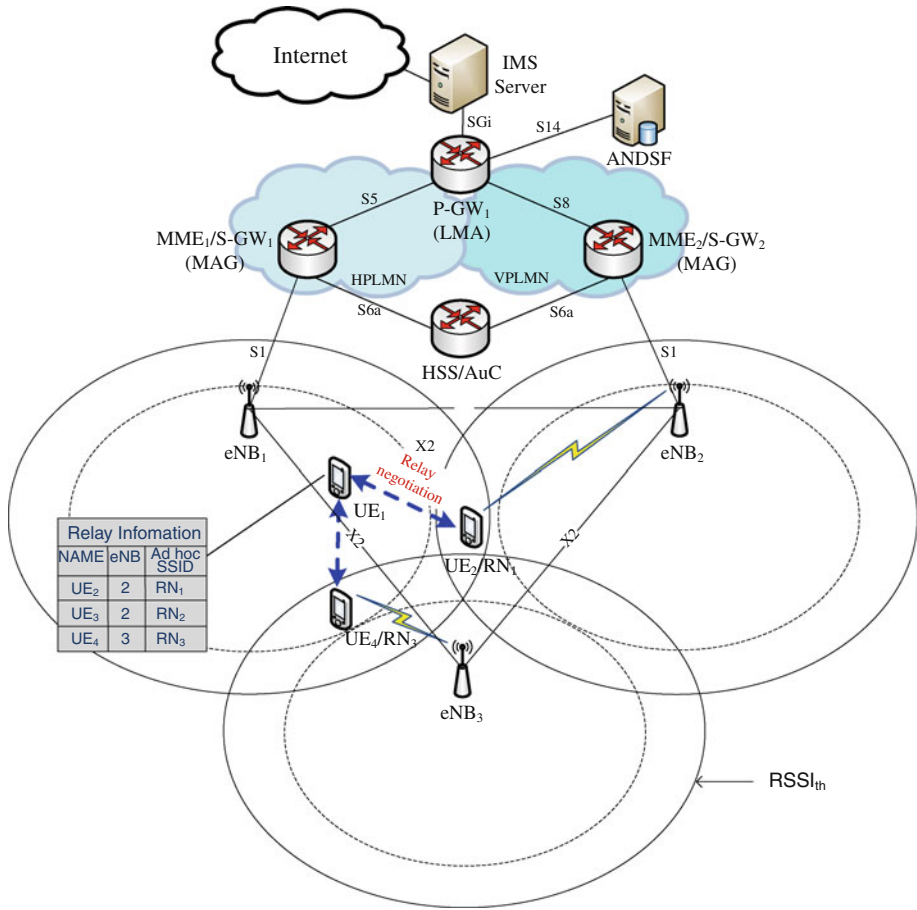 Internet
IMS
Server
SGi
S14
ANDSF
S5
P-GW₁
(LMA)
S8
MME₁/S-GW₁
(MAG)
MME₂/S-GW₂
(MAG)
HPLMN
VPLMN
S6a
S6a
HSS/AuC
S1
S1
eNB₁
X2
eNB₂
Relay
negotiation
UE₁
X2
X2
UE₂/RN₁
Relay Infomation
NAME eNB Ad hoc
SSID
UE₂ 2 RN₁
UE₃ 2 RN₂
UE₄ 3 RN₃
UE₄/RN₃
eNB₃
RSSIth